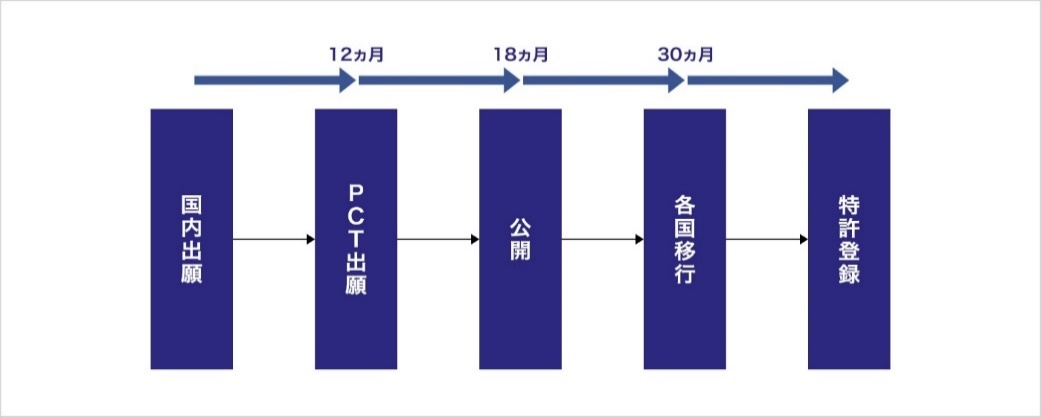 12ヵ月
18ヵ月
30ヵ月
国内出願
PCT出願
公開
各国移行
特許登録